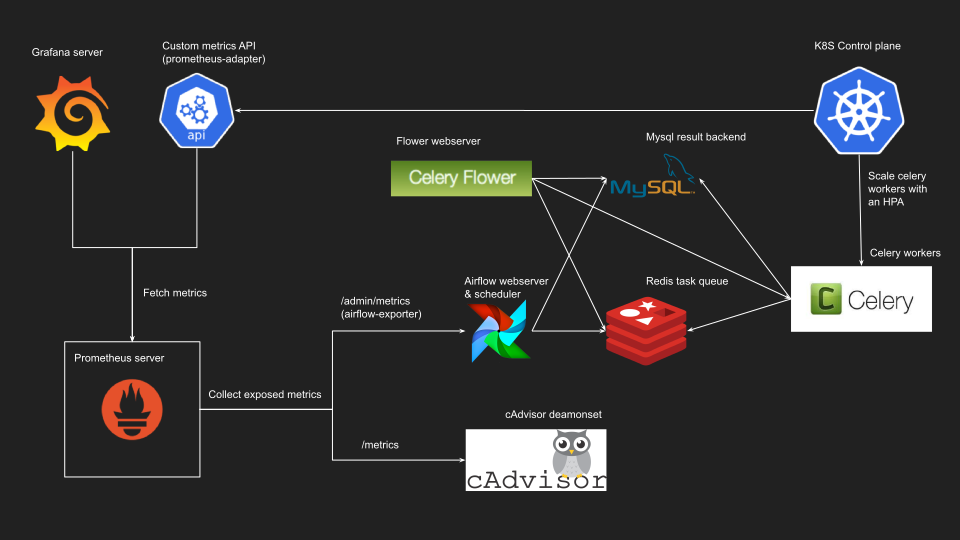 Grafana server
Custom metrics API
(prometheus-adapter)
K8S Control plane
api
Flower webserver
Mysql result backend
Celery Flower
MySQL
Scale celery
workers with
an HPA
Celery workers
Fetch metrics
/admin/metrics
(airflow-exporter)
Airflow webserver
& scheduler
Redis task queue
C Celery
Prometheus server
Collect exposed metrics
cAdvisor deamonset
/metrics
cAdvisor